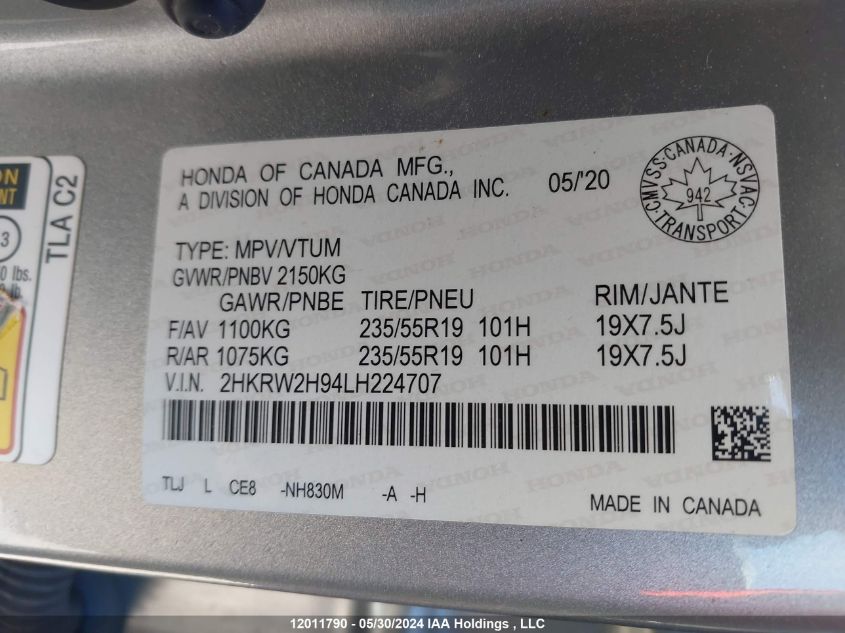 HONDA OF CANADA MFG.,
A DIVISION OF HONDA CANADA INC. 05/'20
CMVSS·CANADA·NSVAC·TRANSPORT·
942
TYPE: MPV/VTUM
GVWR/PNBV 2150KG
GAWR/PNBE TIRE/PNEU RIM/JANTE
F/AV 1100KG 235/55R19 101H 19X7.5J
R/AR 1075KG 235/55R19 101H 19X7.5J
V.I.N. 2HKRW2H94LH224707
TLJ L CE8 -NH830M -A -H
MADE IN CANADA
TLA C2
lbs.
12011790 - 05/30/2024 IAA Holdings , LLC